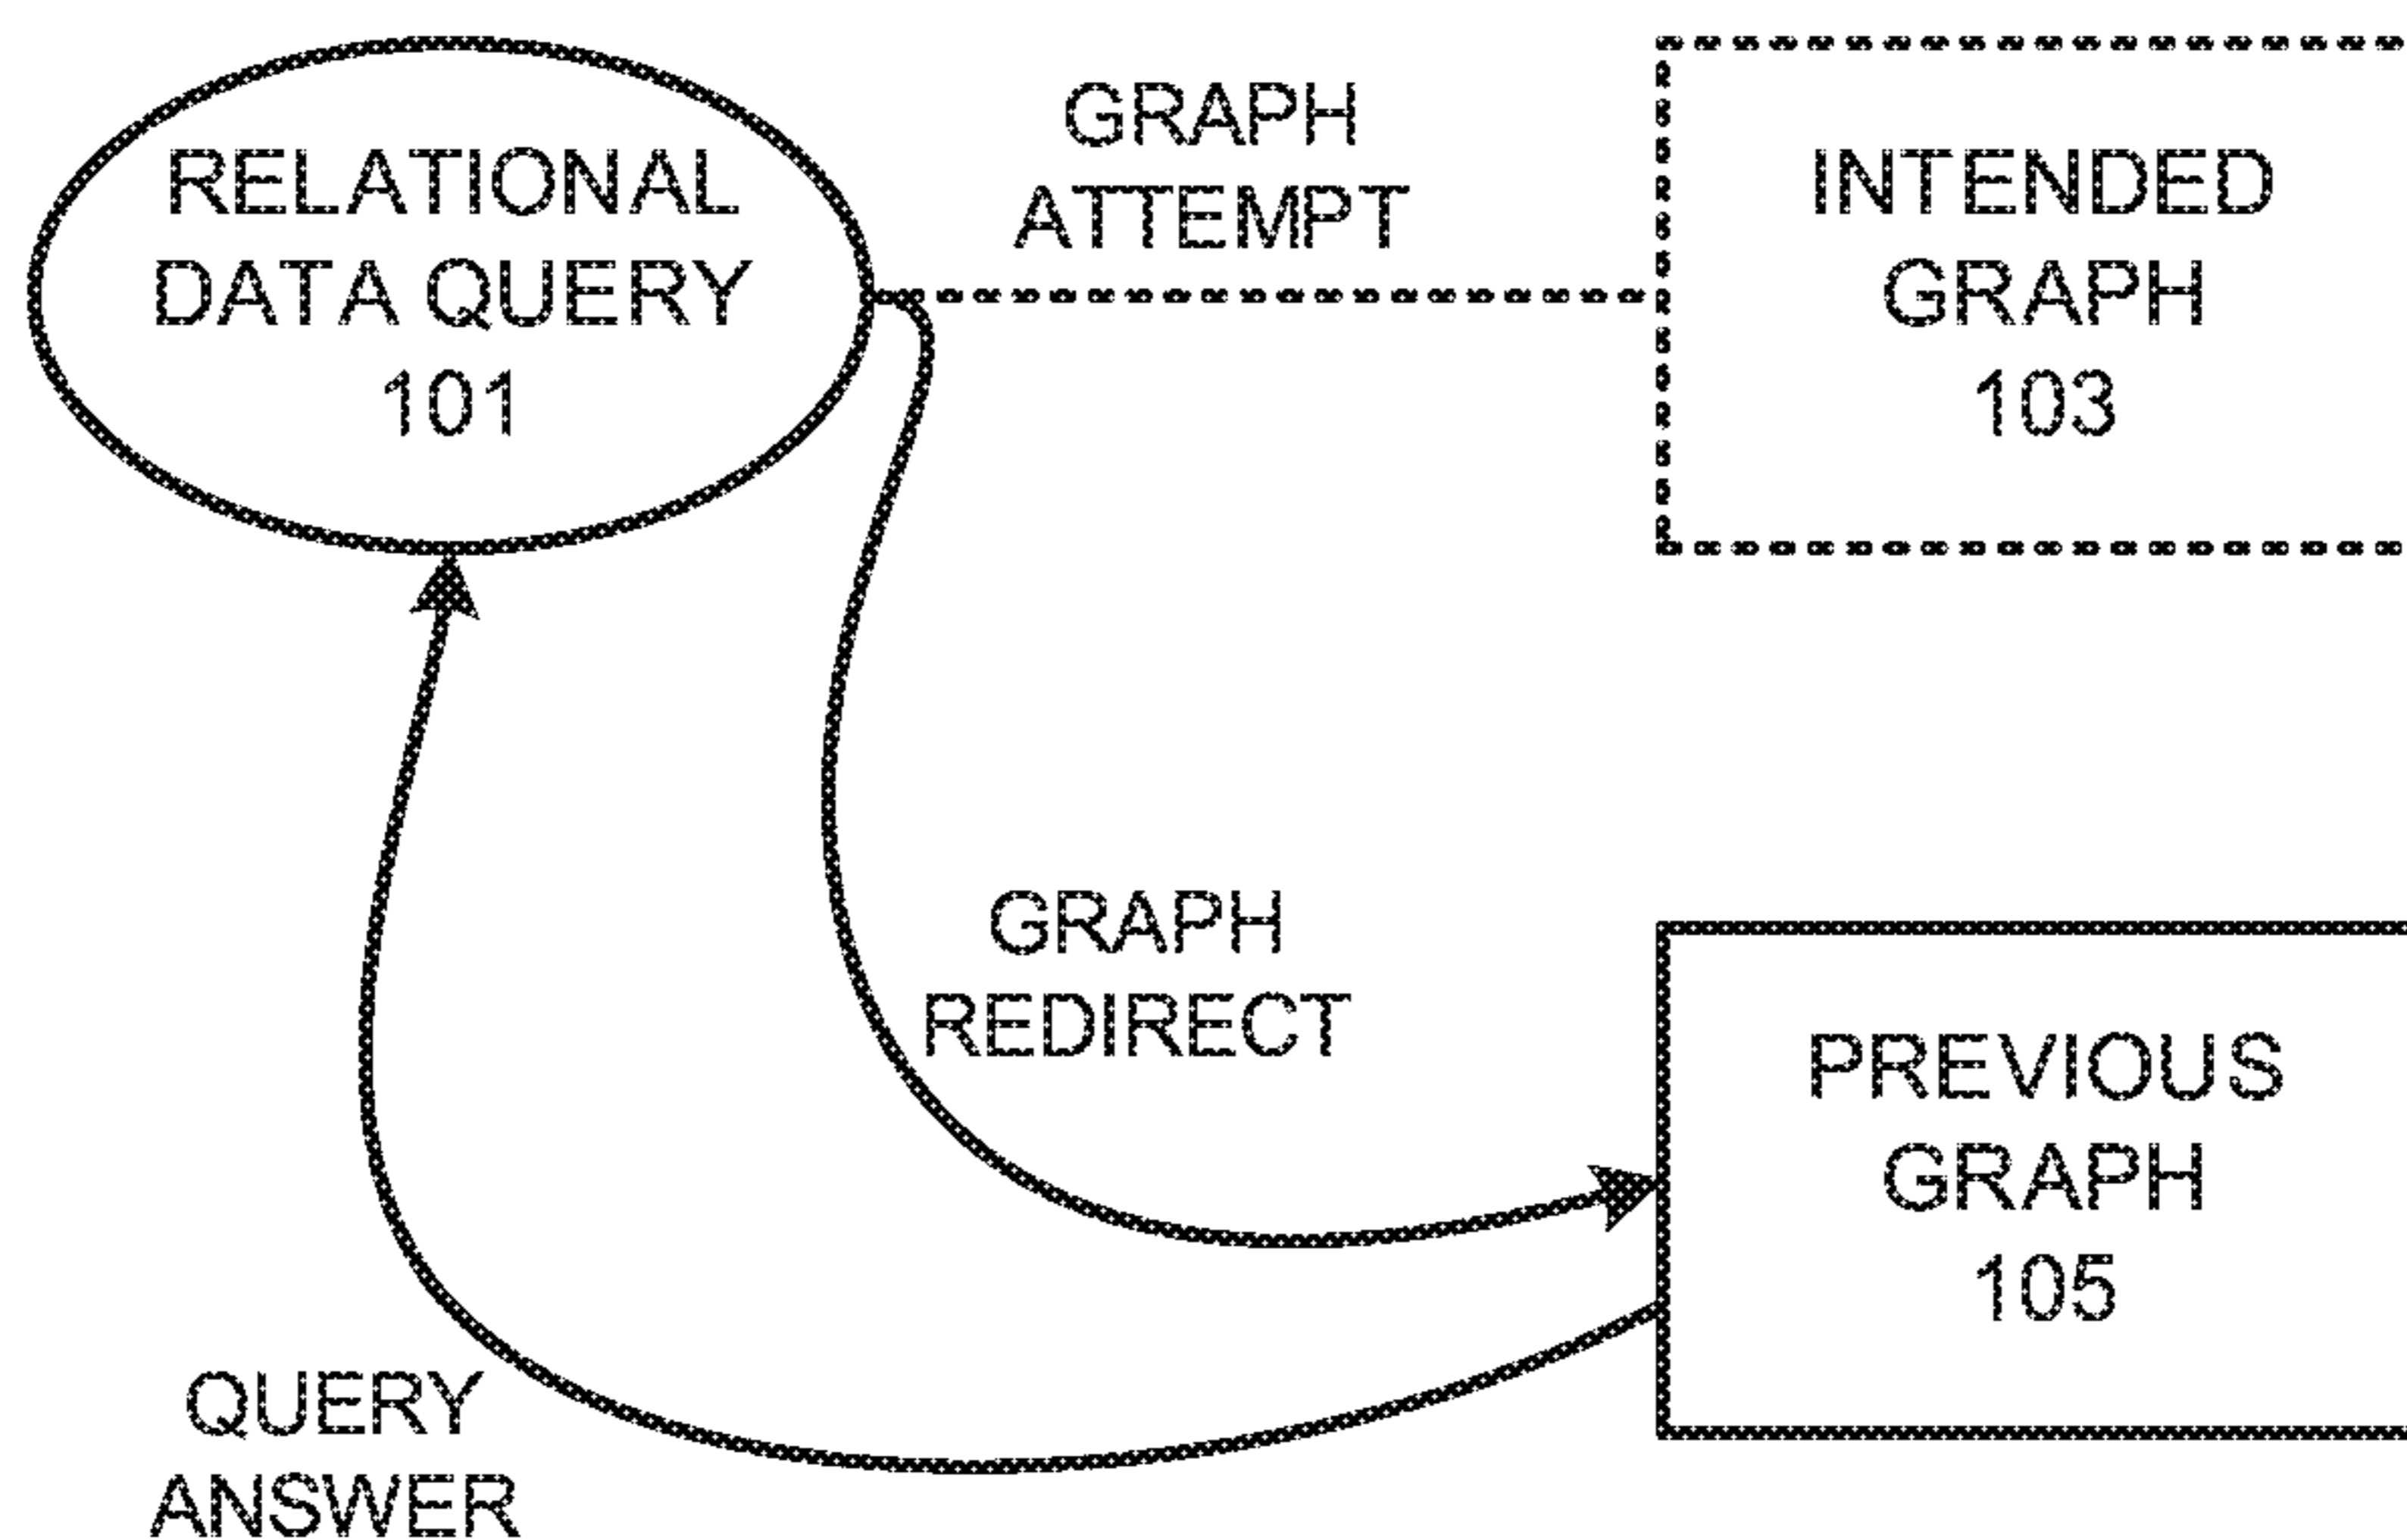 RELATIONAL
DATA QUERY
101
GRAPH
ATTEMPT
INTENDED
GRAPH
103
GRAPH
REDIRECT
PREVIOUS
GRAPH
105
QUERY
ANSWER